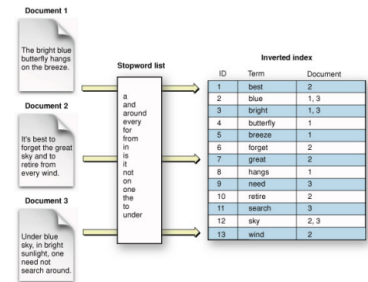 Document 1
The bright blue
butterfly hangs
on the breeze.
Document 2
It's best to
forget the great
sky and to
retire from
every wind.
Document 3
Under blue
sky, in bright
sunlight, one
need not
search around.
Stopword list
a
and
around
every
for
from
in
is
it
not
on
one
the
to
under
Inverted index
ID Term Document
1 best 2
2 blue 1, 3
3 bright 1, 3
4 butterfly 1
5 breeze 1
6 forget 2
7 great 2
8 hangs 1
9 need 3
10 retire 2
11 search 3
12 sky 2, 3
13 wind 2